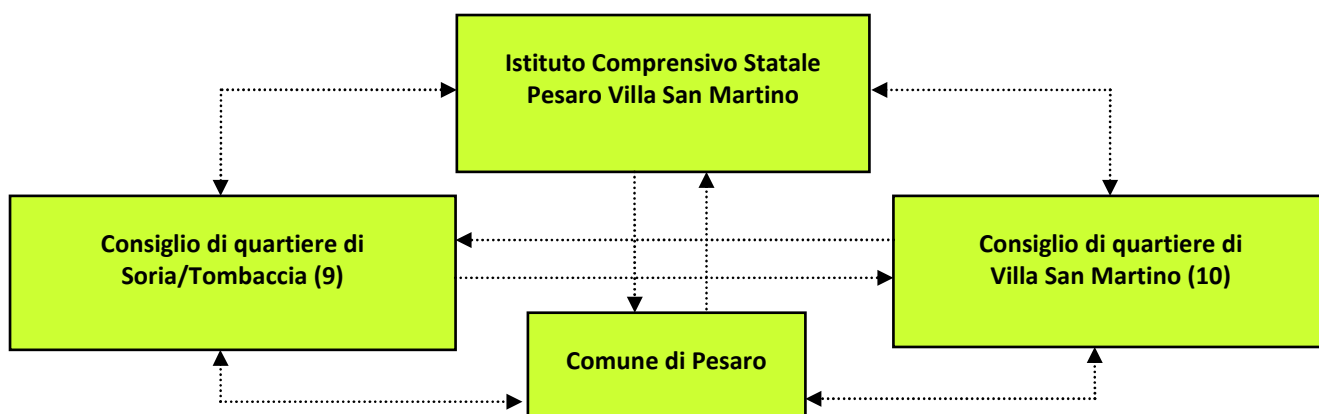 Istituto Comprensivo Statale
Pesaro Villa San Martino
Consiglio di quartiere di
Soria/Tombaccia (9)
Consiglio di quartiere di
Villa San Martino (10)
Comune di Pesaro